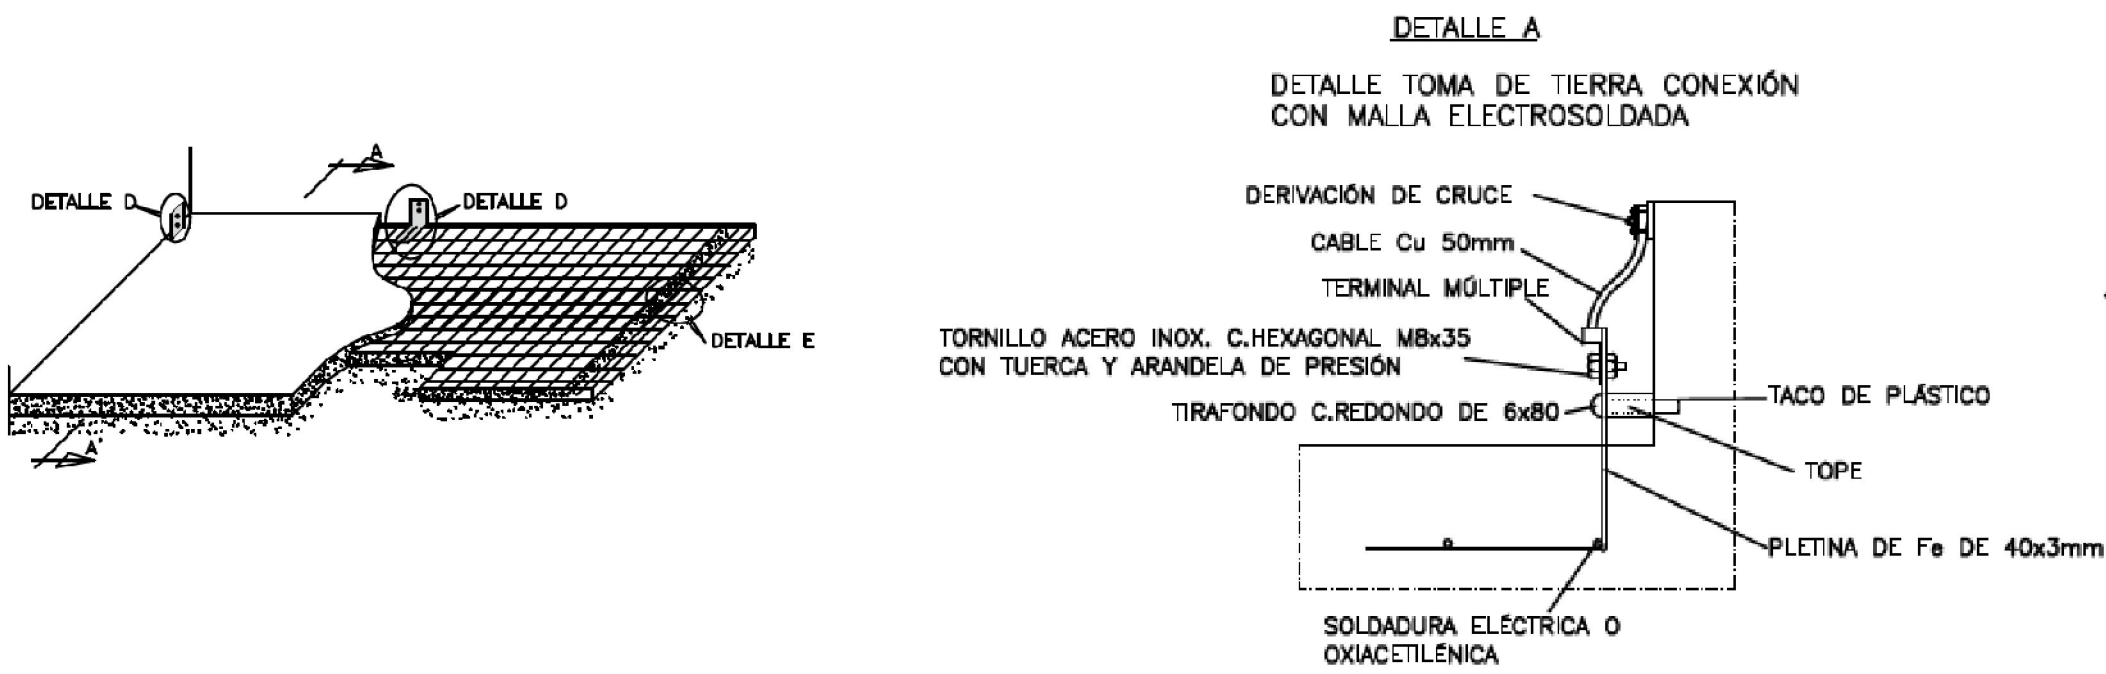 A
DETALLE D
DETALLE D
DETALLE E
A
DETALLE A
DETALLE TOMA DE TIERRA CONEXIÓN
CON MALLA ELECTROSOLDADA
DERIVACIÓN DE CRUCE
CABLE Cu 50mm
TERMINAL MÚLTIPLE
TORNILLO ACERO INOX. C.HEXAGONAL M8x35
CON TUERCA Y ARANDELA DE PRESIÓN
TACO DE PLÁSTICO
TIRAFONDO C.REDONDO DE 6x80
TOPE
PLETINA DE Fe DE 40x3mm
SOLDADURA ELÉCTRICA O
OXIACETILÉNICA